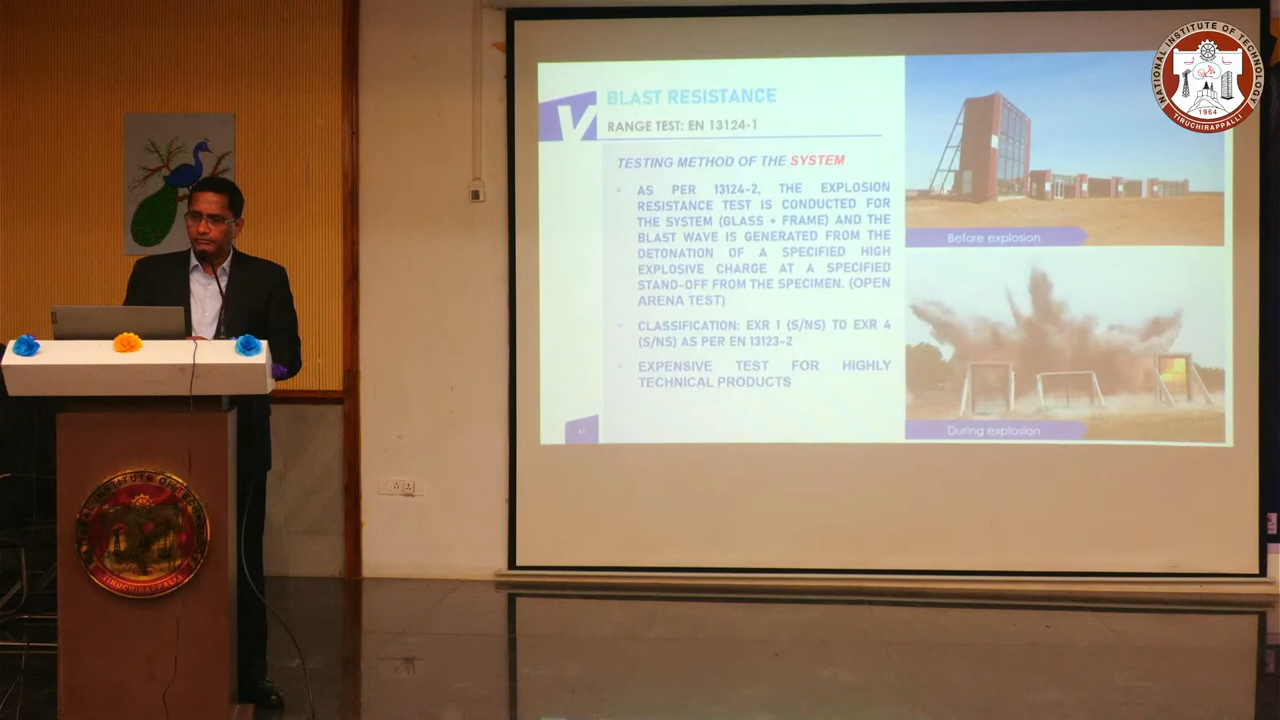 BLAST RESISTANCE
RANGE TEST: EN 13124-1
TESTING METHOD OF THE SYSTEM
AS PER 13124-2, THE EXPLOSION
RESISTANCE TEST IS CONDUCTED FOR
THE SYSTEM (GLASS + FRAME) AND THE
BLAST WAVE IS GENERATED FROM THE
DETONATION OF A SPECIFIED HIGH
EXPLOSIVE CHARGE AT A SPECIFIED
STAND-OFF FROM THE SPECIMEN. (OPEN
ARENA TEST)
CLASSIFICATION: EXR 1 (S/NS) TO EXR 4
(S/NS) AS PER EN 13123-2
EXPENSIVE TEST FOR HIGHLY
TECHNICAL PRODUCTS
Before explosion
During explosion
NATIONAL INSTITUTE OF TECHNOLOGY
1964
TIRUCHIRAPPALLI
INSTITUTE OF
TIRUCHIRAPPALLI